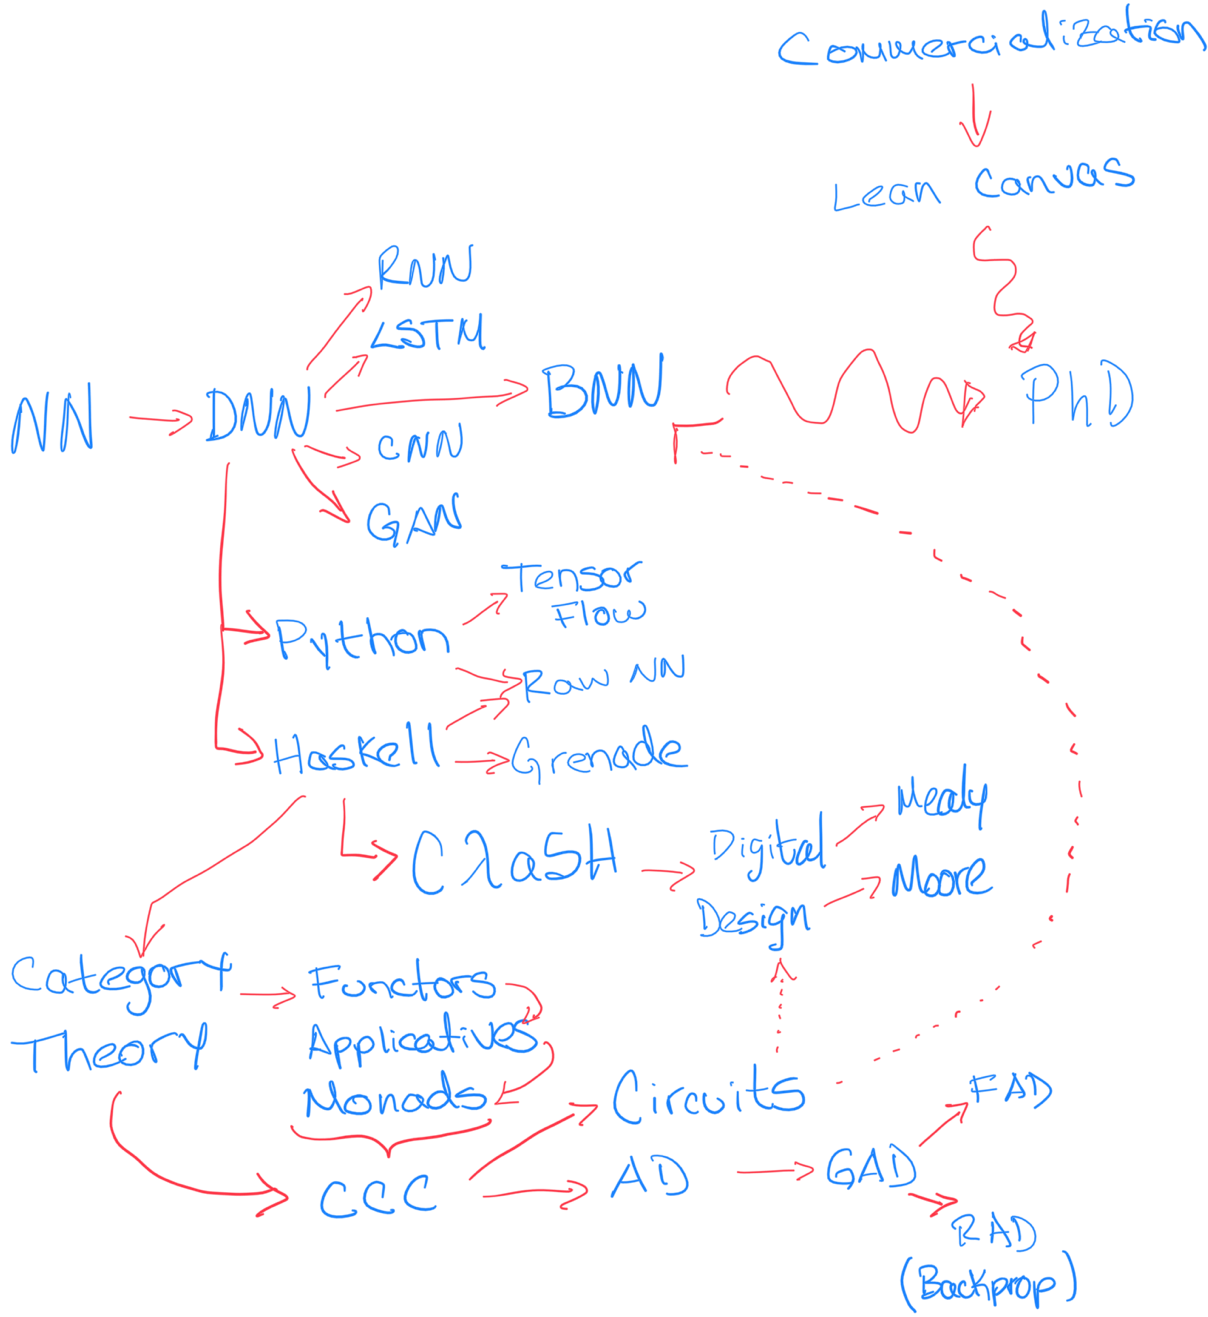 Commercialization
Lean Canvas
RNN
LSTM
NN
DNN
BNN
PhD
CNN
GAN
Tensor
Flow
Python
Raw NN
Haskell
Grenade
Mealy
CλaSH
Digital
Design
Moore
Category
Theory
Functors
Applicatives
Monads
Circuits
FAD
CCC
AD
GAD
RAD
(Backprop)